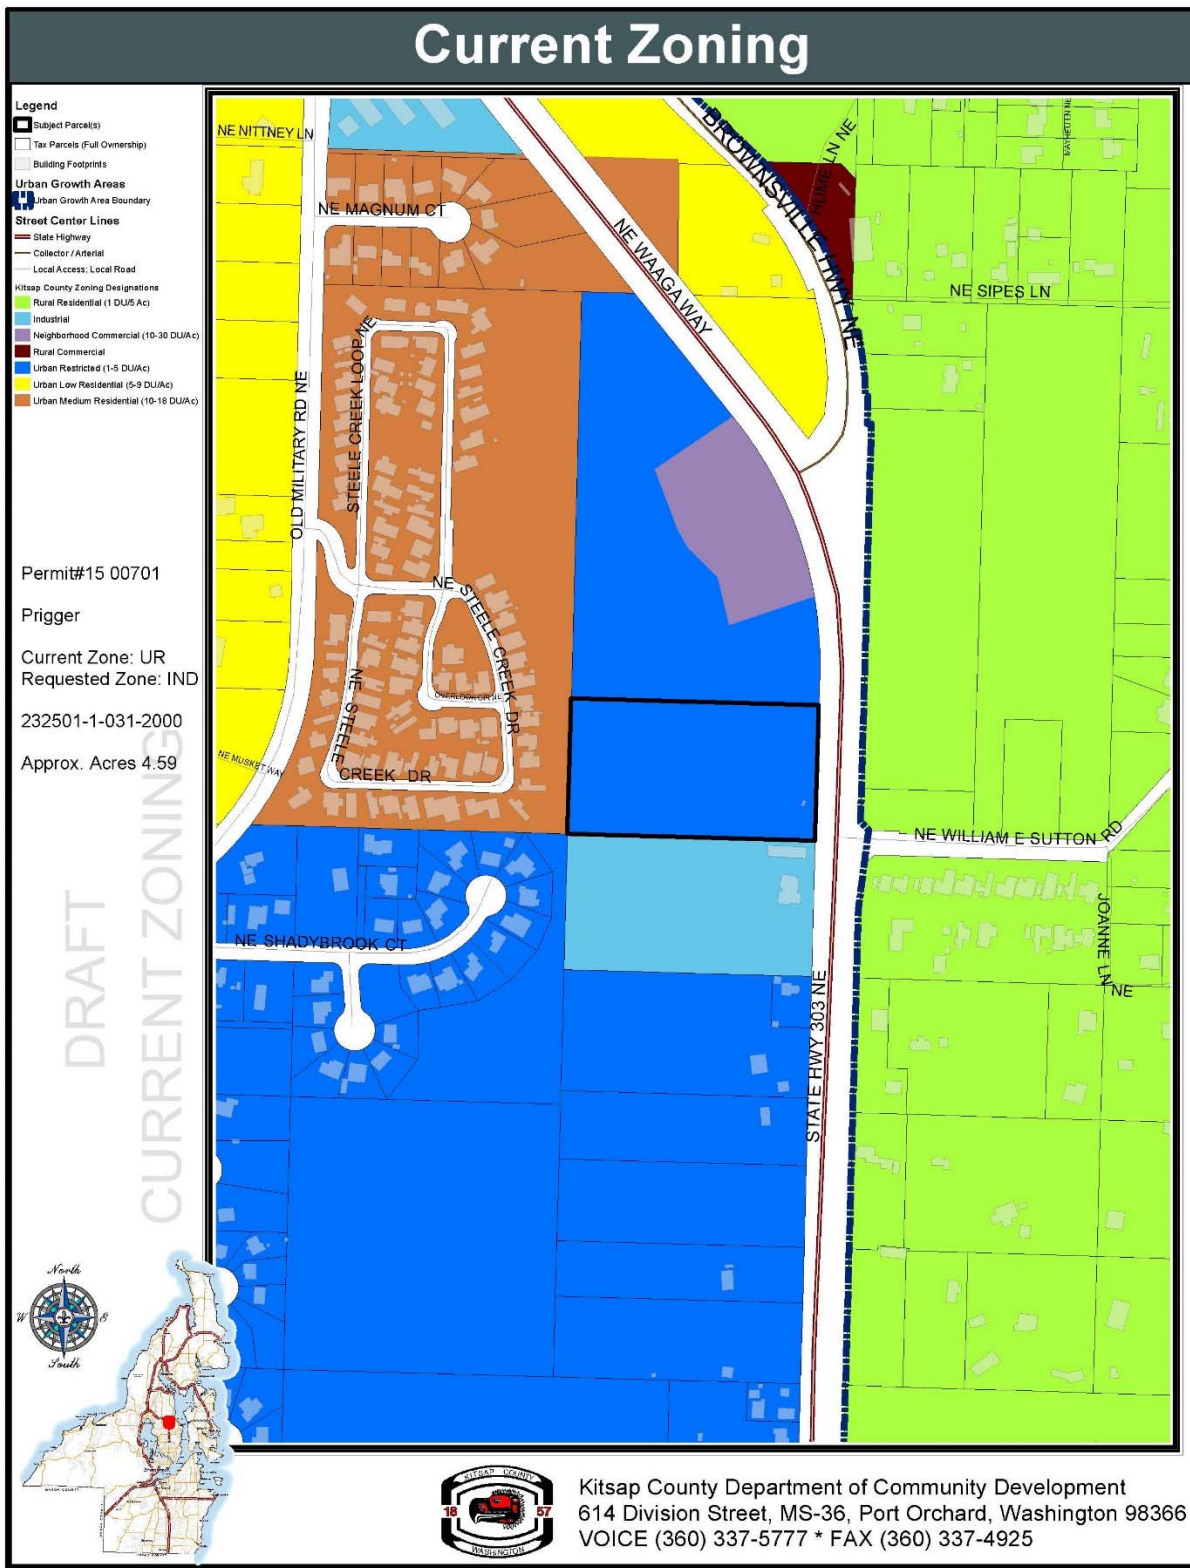 Current Zoning
Legend
Subject Parcel(s)
Tax Parcels (Full Ownership)
Building Footprints
Urban Growth Areas
Urban Growth Area Boundary
Street Center Lines
State Highway
Collector / Arterial
Local Access; Local Road
Kitsap County Zoning Designations
Rural Residential (1 DU/5 Ac)
Industrial
Neighborhood Commercial (10-30 DU/Ac)
Rural Commercial
Urban Restricted (1-5 DU/Ac)
Urban Low Residential (5-9 DU/Ac)
Urban Medium Residential (10-18 DU/Ac)
Permit#15 00701
Prigger
Current Zone: UR
Requested Zone: IND
232501-1-031-2000
Approx. Acres 4.59
DRAFT
CURRENT ZONING
NE NITTNEY LN
NE MAGNUM CT
NE WAAGA WAY
BROWNSVILLE HWY NE
HUME LN NE
NE SIPES LN
OLD MILITARY RD NE
STEELE CREEK LOOP NE
NE STEELE CREEK DR
OVERLOOK CIR NE
NE STEELE
CREEK DR
NE MUSKET WAY
NE WILLIAM E SUTTON RD
JOANNE LN NE
NE SHADYBROOK CT
STATE HWY 303 NE
North
W
E
South
KITSAP COUNTY
18
57
WASHINGTON
Kitsap County Department of Community Development
614 Division Street, MS-36, Port Orchard, Washington 98366
VOICE (360) 337-5777 * FAX (360) 337-4925